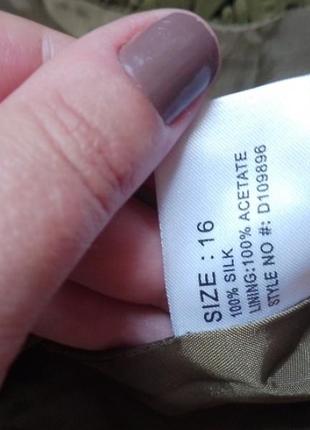 SIZE : 16
100% SILK
LINING:100% ACETATE
STYLE NO #: D109896